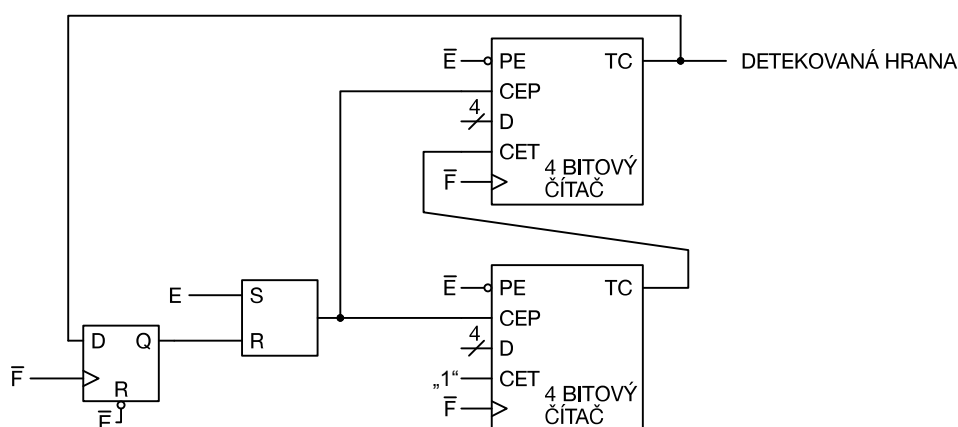 E̅ PE TC DETEKOVANÁ HRANA
CEP
4 D
CET
F̅ 4 BITOVÝ
ČÍTAČ
E̅ PE TC
E S
CEP
4 D
R
D Q
„1“ CET
F̅
R
F̅ 4 BITOVÝ
ČÍTAČ
E̅